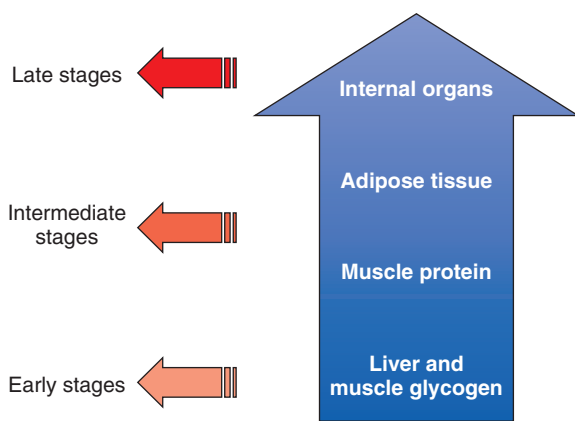 Late stages
Internal organs
Adipose tissue
Intermediate
stages
Muscle protein
Early stages
Liver and
muscle glycogen